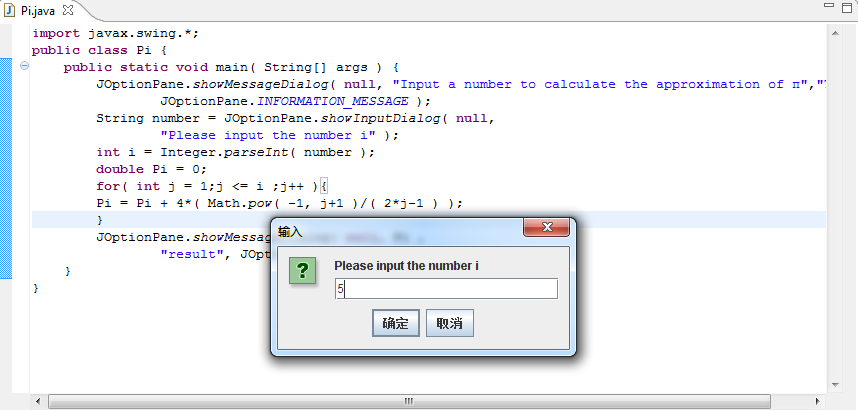 Pi.java
import javax.swing.*;
public class Pi {
public static void main( String[] args ) {
JOptionPane.showMessageDialog( null, "Input a number to calculate the approximation of π","
JOptionPane.INFORMATION_MESSAGE );
String number = JOptionPane.showInputDialog( null,
"Please input the number i" );
int i = Integer.parseInt( number );
double Pi = 0;
for( int j = 1;j <= i ;j++ ){
Pi = Pi + 4*( Math.pow( -1, j+1 )/( 2*j-1 ) );
}
JOptionPane.showMessag
"result", JOpt
}
}
输入
Please input the number i
5
确定
取消